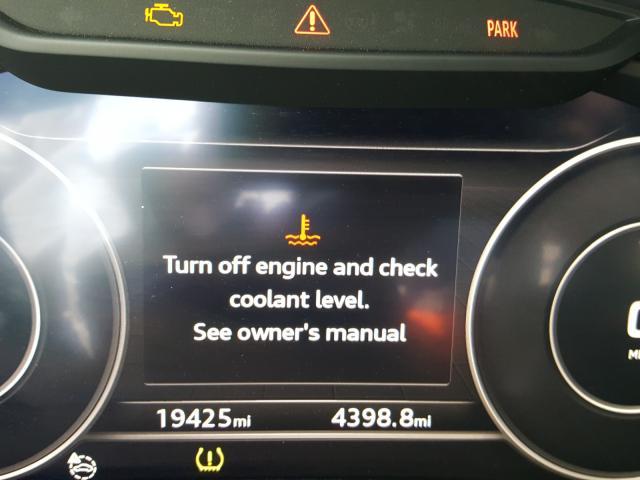 PARK
Turn off engine and check
coolant level.
See owner's manual
19425mi 4398.8mi